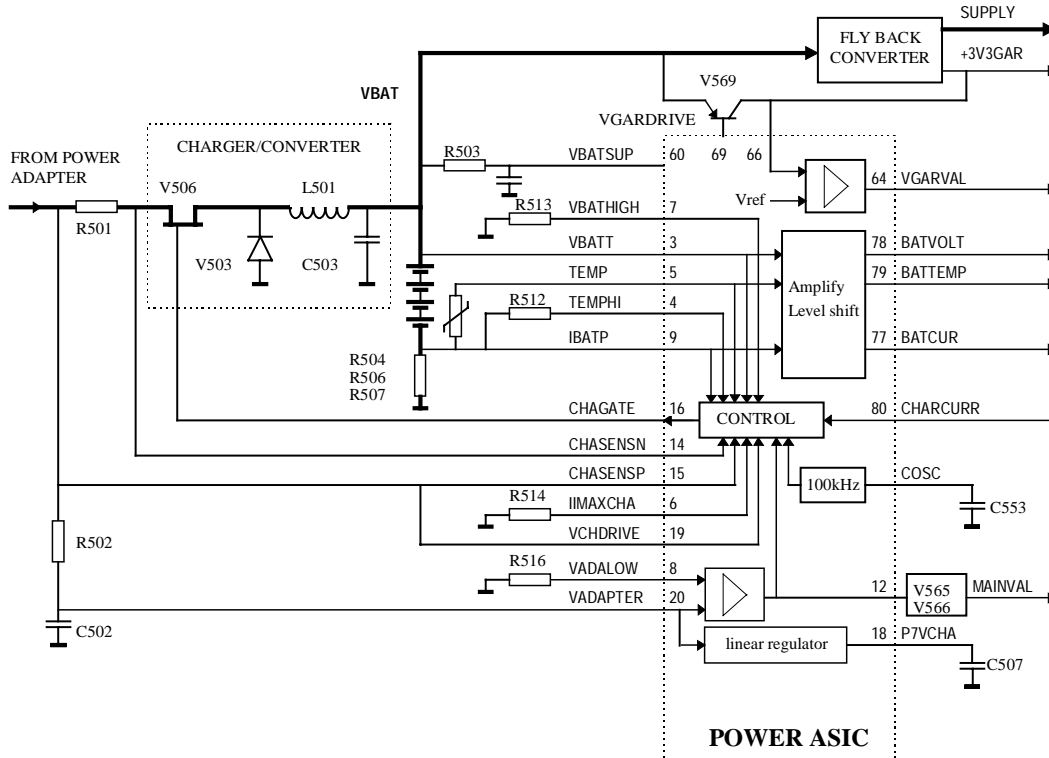 SUPPLY
FLY BACK
CONVERTER
+3V3GAR
V569
VBAT
VGARDRIVE
CHARGER/CONVERTER
FROM POWER
ADAPTER
R503
VBATSUP
60
69
66
V506
L501
64
VGARVAL
Vref
R501
R513
VBATHIGH
7
V503
C503
VBATT
3
78
BATVOLT
TEMP
5
79
BATTEMP
Amplify
Level shift
R512
TEMPHI
4
IBATP
9
77
BATCUR
R504
R506
R507
CHAGATE
16
CONTROL
80
CHARCURR
CHASENSN
14
CHASENSP
15
100kHz
COSC
R514
IIMAXCHA
6
C553
R502
VCHDRIVE
19
R516
VADALOW
8
12
V565
V566
MAINVAL
VADAPTER
20
C502
linear regulator
18
P7VCHA
C507
POWER ASIC